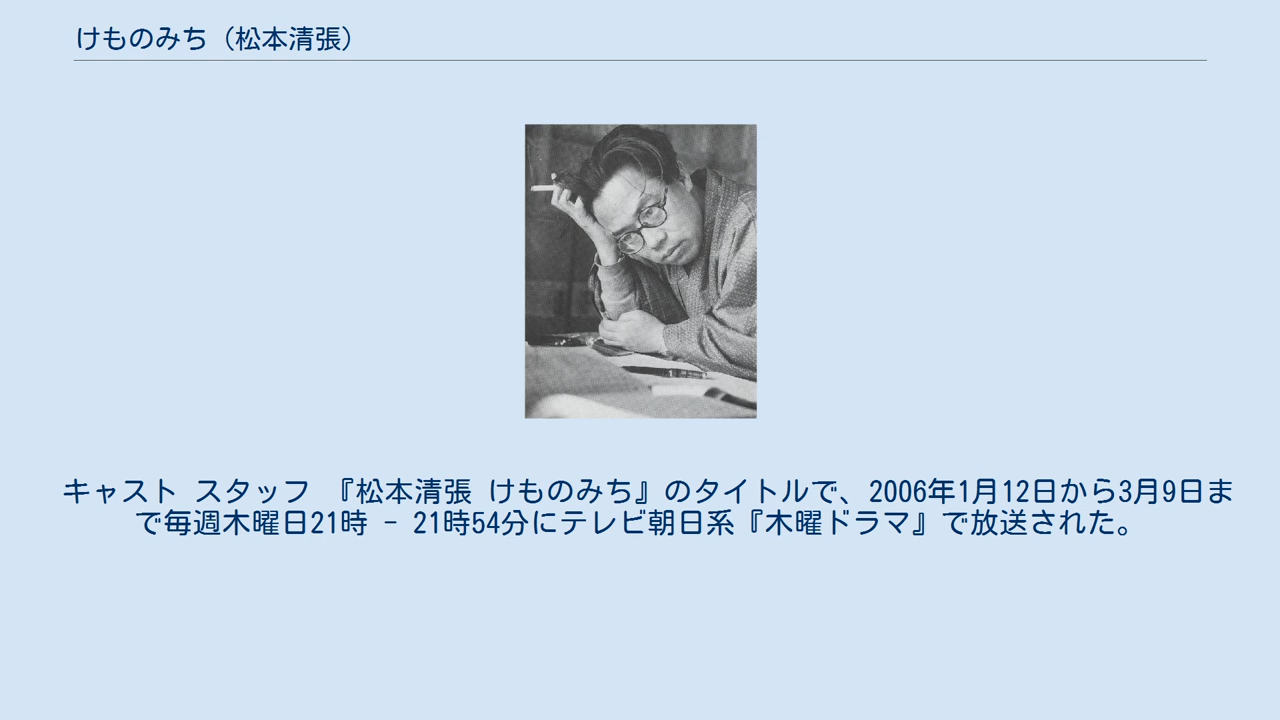 けものみち（松本清張）
キャスト スタッフ 『松本清張 けものみち』のタイトルで、2006年1月12日から3月9日ま
で毎週木曜日21時 - 21時54分にテレビ朝日系『木曜ドラマ』で放送された。